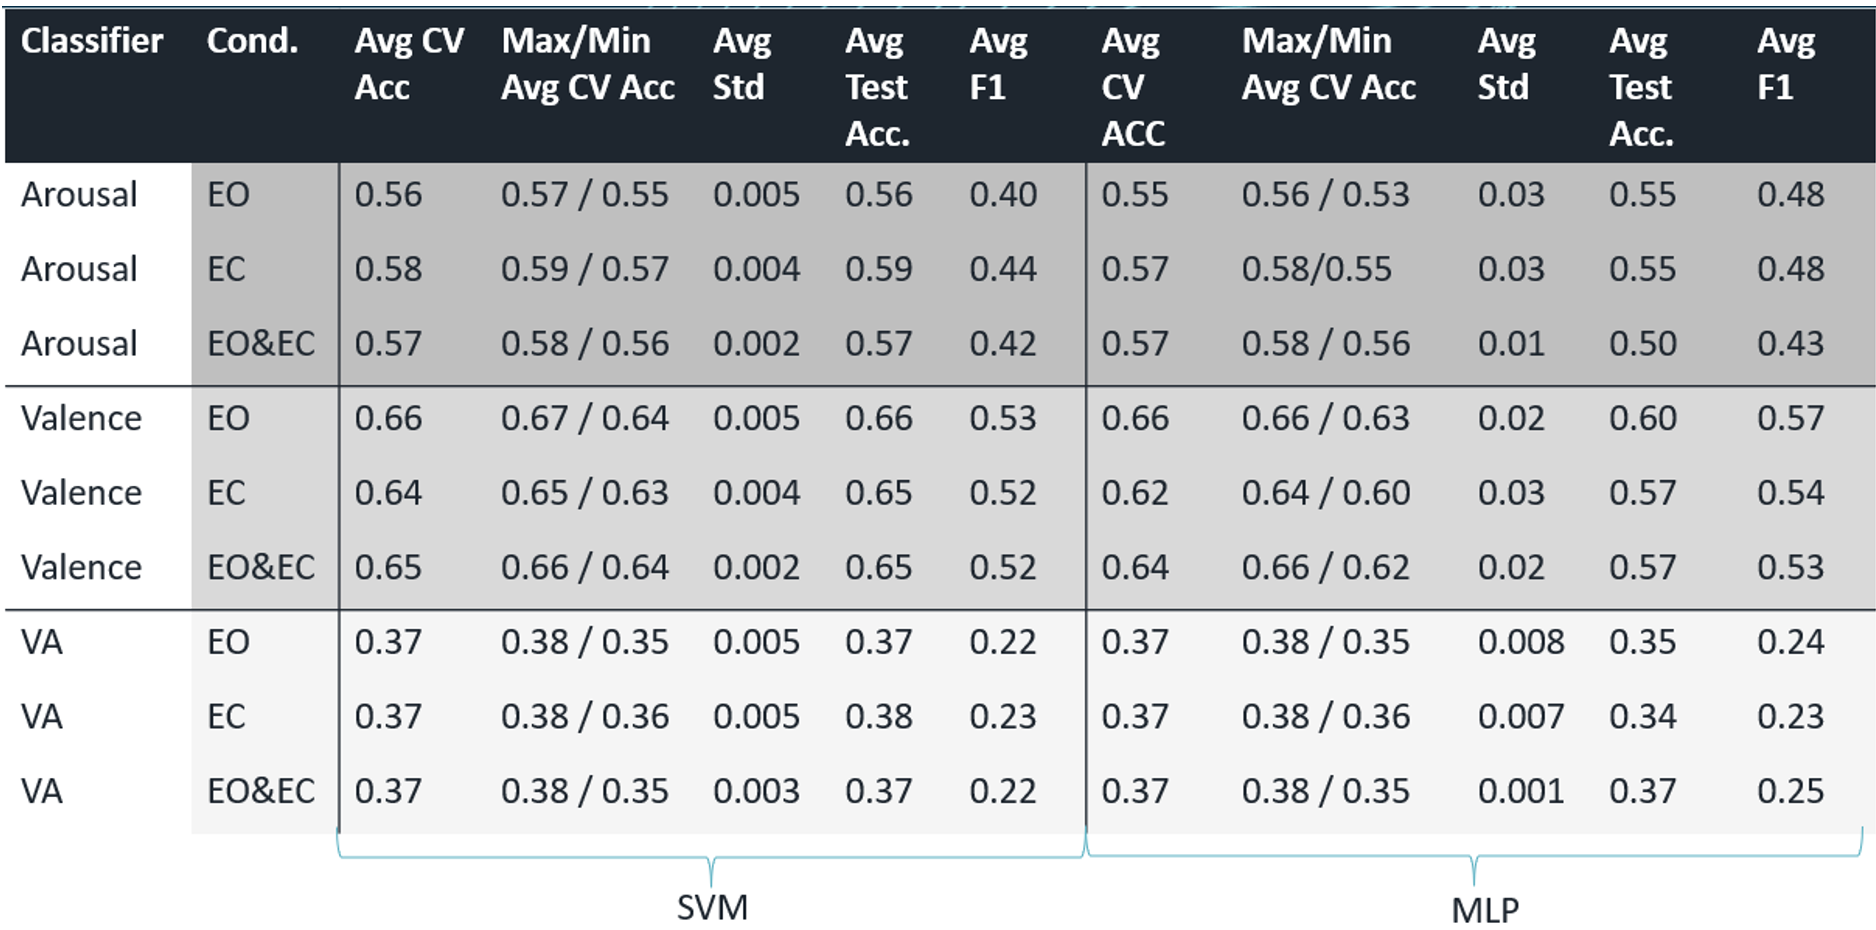 Classifier Cond. Avg CV Acc Max/Min Avg CV Acc Avg Std Avg Test Acc. Avg F1 Avg CV ACC Max/Min Avg CV Acc Avg Std Avg Test Acc. Avg F1
Arousal EO 0.56 0.57 / 0.55 0.005 0.56 0.40 0.55 0.56 / 0.53 0.03 0.55 0.48
Arousal EC 0.58 0.59 / 0.57 0.004 0.59 0.44 0.57 0.58/0.55 0.03 0.55 0.48
Arousal EO&EC 0.57 0.58 / 0.56 0.002 0.57 0.42 0.57 0.58 / 0.56 0.01 0.50 0.43
Valence EO 0.66 0.67 / 0.64 0.005 0.66 0.53 0.66 0.66 / 0.63 0.02 0.60 0.57
Valence EC 0.64 0.65 / 0.63 0.004 0.65 0.52 0.62 0.64 / 0.60 0.03 0.57 0.54
Valence EO&EC 0.65 0.66 / 0.64 0.002 0.65 0.52 0.64 0.66 / 0.62 0.02 0.57 0.53
VA EO 0.37 0.38 / 0.35 0.005 0.37 0.22 0.37 0.38 / 0.35 0.008 0.35 0.24
VA EC 0.37 0.38 / 0.36 0.005 0.38 0.23 0.37 0.38 / 0.36 0.007 0.34 0.23
VA EO&EC 0.37 0.38 / 0.35 0.003 0.37 0.22 0.37 0.38 / 0.35 0.001 0.37 0.25
SVM MLP